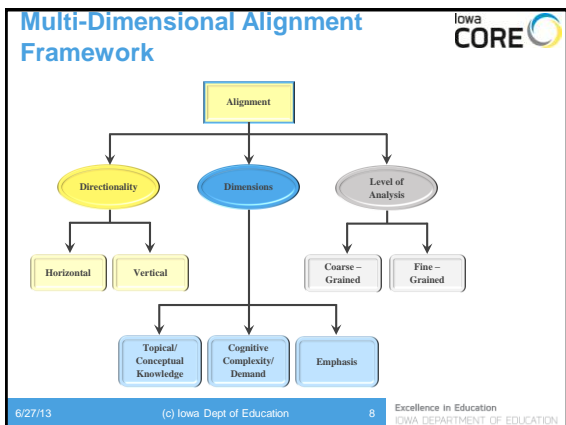 Multi-Dimensional Alignment
Framework
Iowa
CORE
Alignment
Directionality
Dimensions
Level of
Analysis
Horizontal
Vertical
Coarse –
Grained
Fine –
Grained
Topical/
Conceptual
Knowledge
Cognitive
Complexity/
Demand
Emphasis
6/27/13
(c) Iowa Dept of Education
8
Excellence in Education
IOWA DEPARTMENT OF EDUCATION